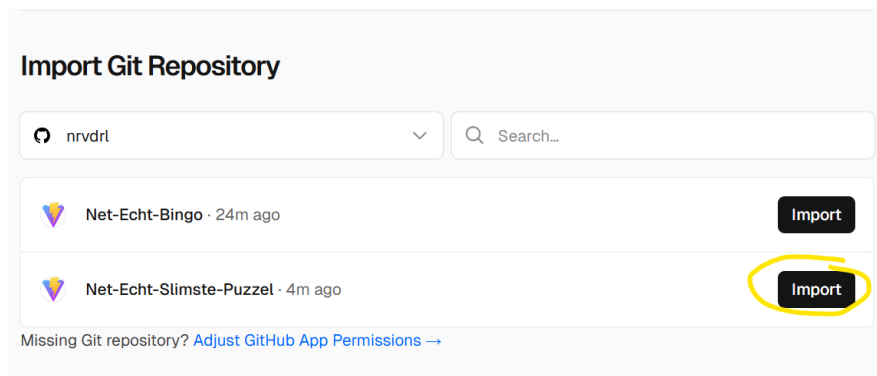 Import Git Repository
nrvdrl
Search...
Net-Echt-Bingo · 24m ago
Import
Net-Echt-Slimste-Puzzel · 4m ago
Import
Missing Git repository? Adjust GitHub App Permissions →